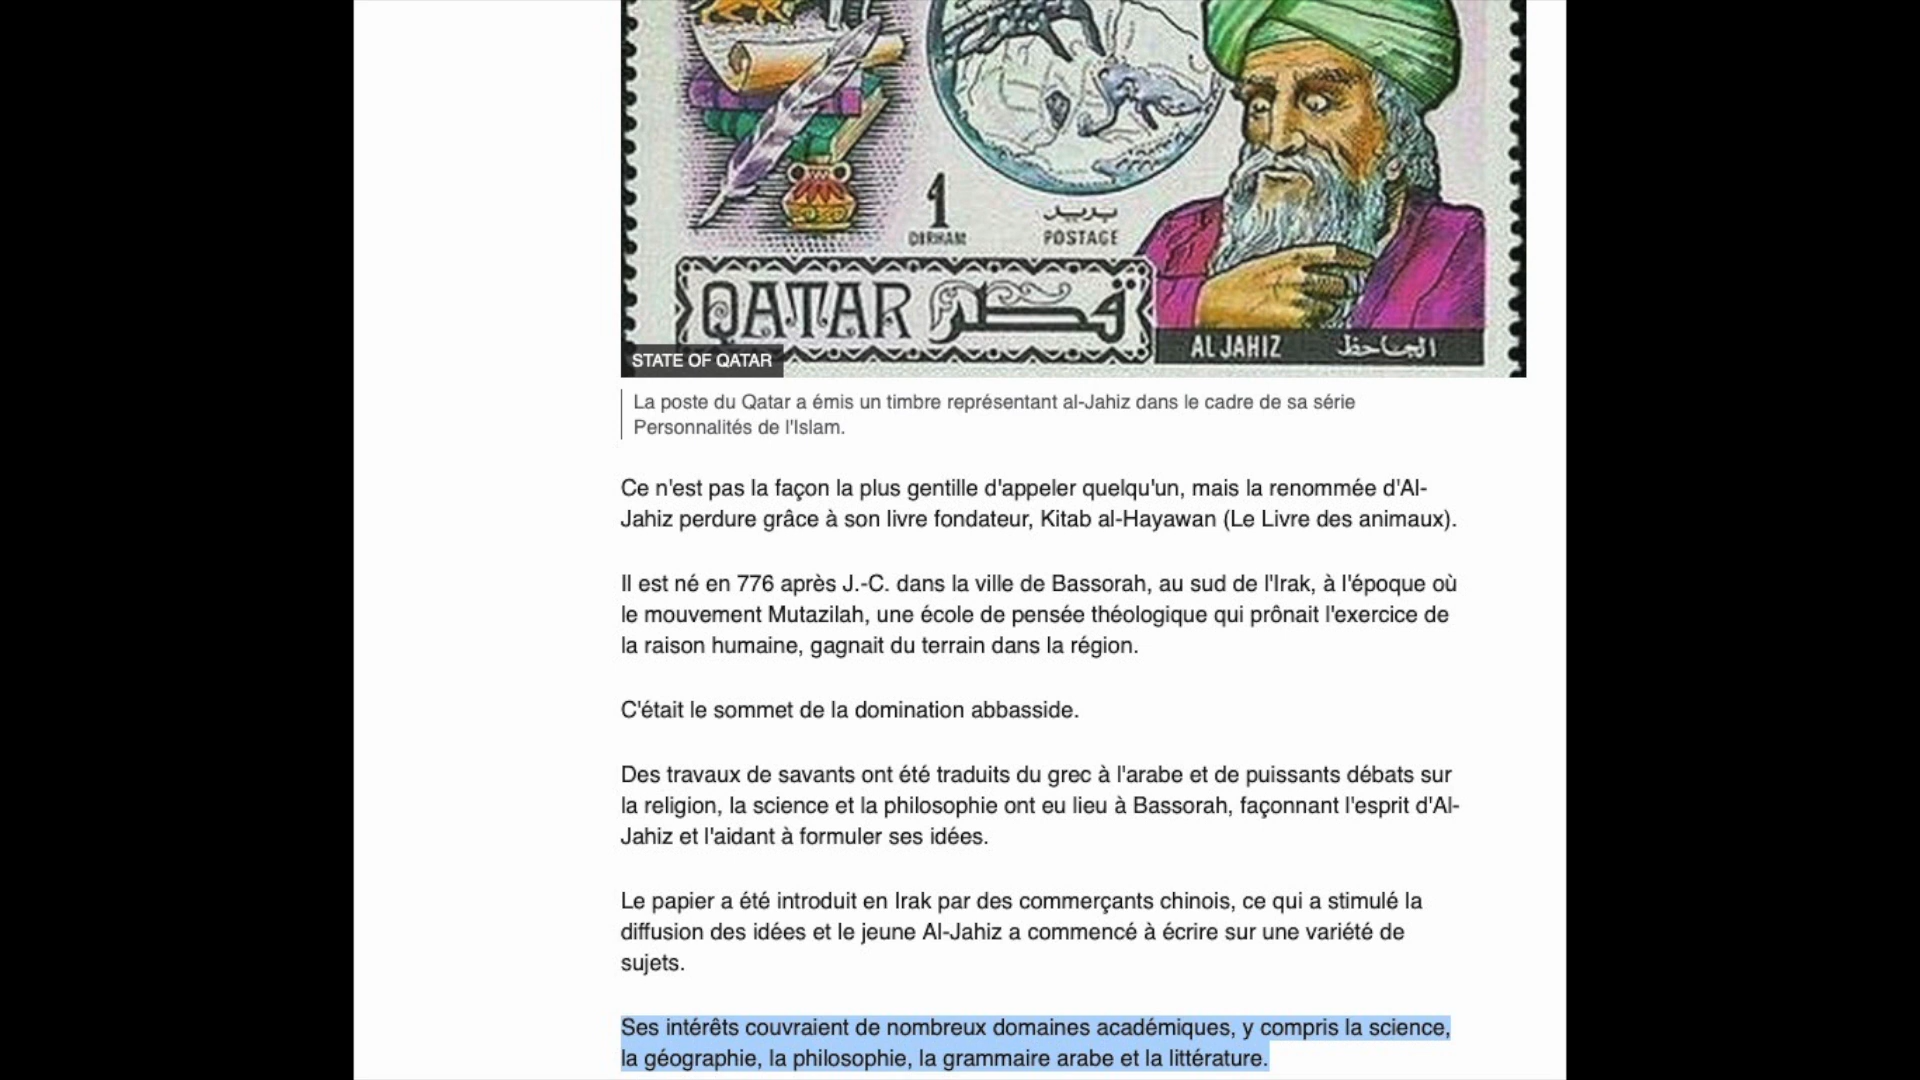 1
DIRHAM
بريد
POSTAGE
QATAR قطر
AL JAHIZ الجاحظ
STATE OF QATAR
La poste du Qatar a émis un timbre représentant al-Jahiz dans le cadre de sa série
Personnalités de l'Islam.
Ce n'est pas la façon la plus gentille d'appeler quelqu'un, mais la renommée d'Al-
Jahiz perdure grâce à son livre fondateur, Kitab al-Hayawan (Le Livre des animaux).
Il est né en 776 après J.-C. dans la ville de Bassorah, au sud de l'Irak, à l'époque où
le mouvement Mutazilah, une école de pensée théologique qui prônait l'exercice de
la raison humaine, gagnait du terrain dans la région.
C'était le sommet de la domination abbasside.
Des travaux de savants ont été traduits du grec à l'arabe et de puissants débats sur
la religion, la science et la philosophie ont eu lieu à Bassorah, façonnant l'esprit d'Al-
Jahiz et l'aidant à formuler ses idées.
Le papier a été introduit en Irak par des commerçants chinois, ce qui a stimulé la
diffusion des idées et le jeune Al-Jahiz a commencé à écrire sur une variété de
sujets.
Ses intérêts couvraient de nombreux domaines académiques, y compris la science,
la géographie, la philosophie, la grammaire arabe et la littérature.